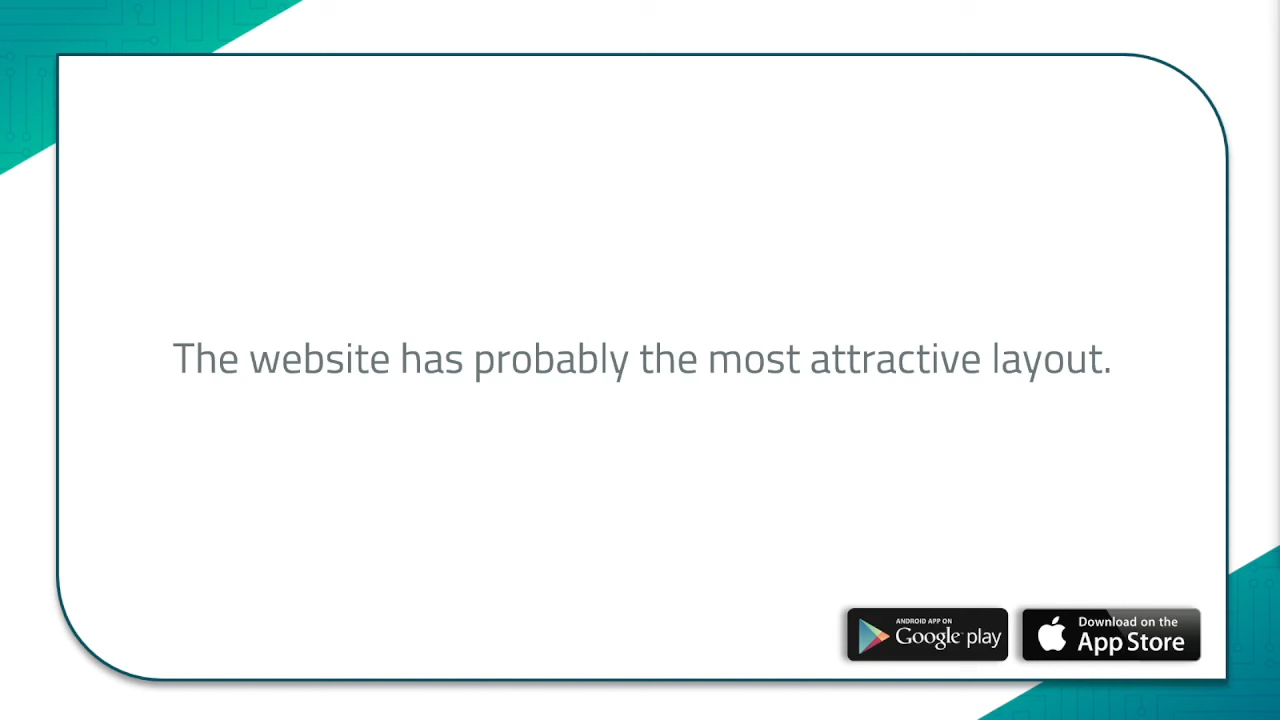 The website has probably the most attractive layout.
ANDROID APP ON
Google play
Download on the
App Store